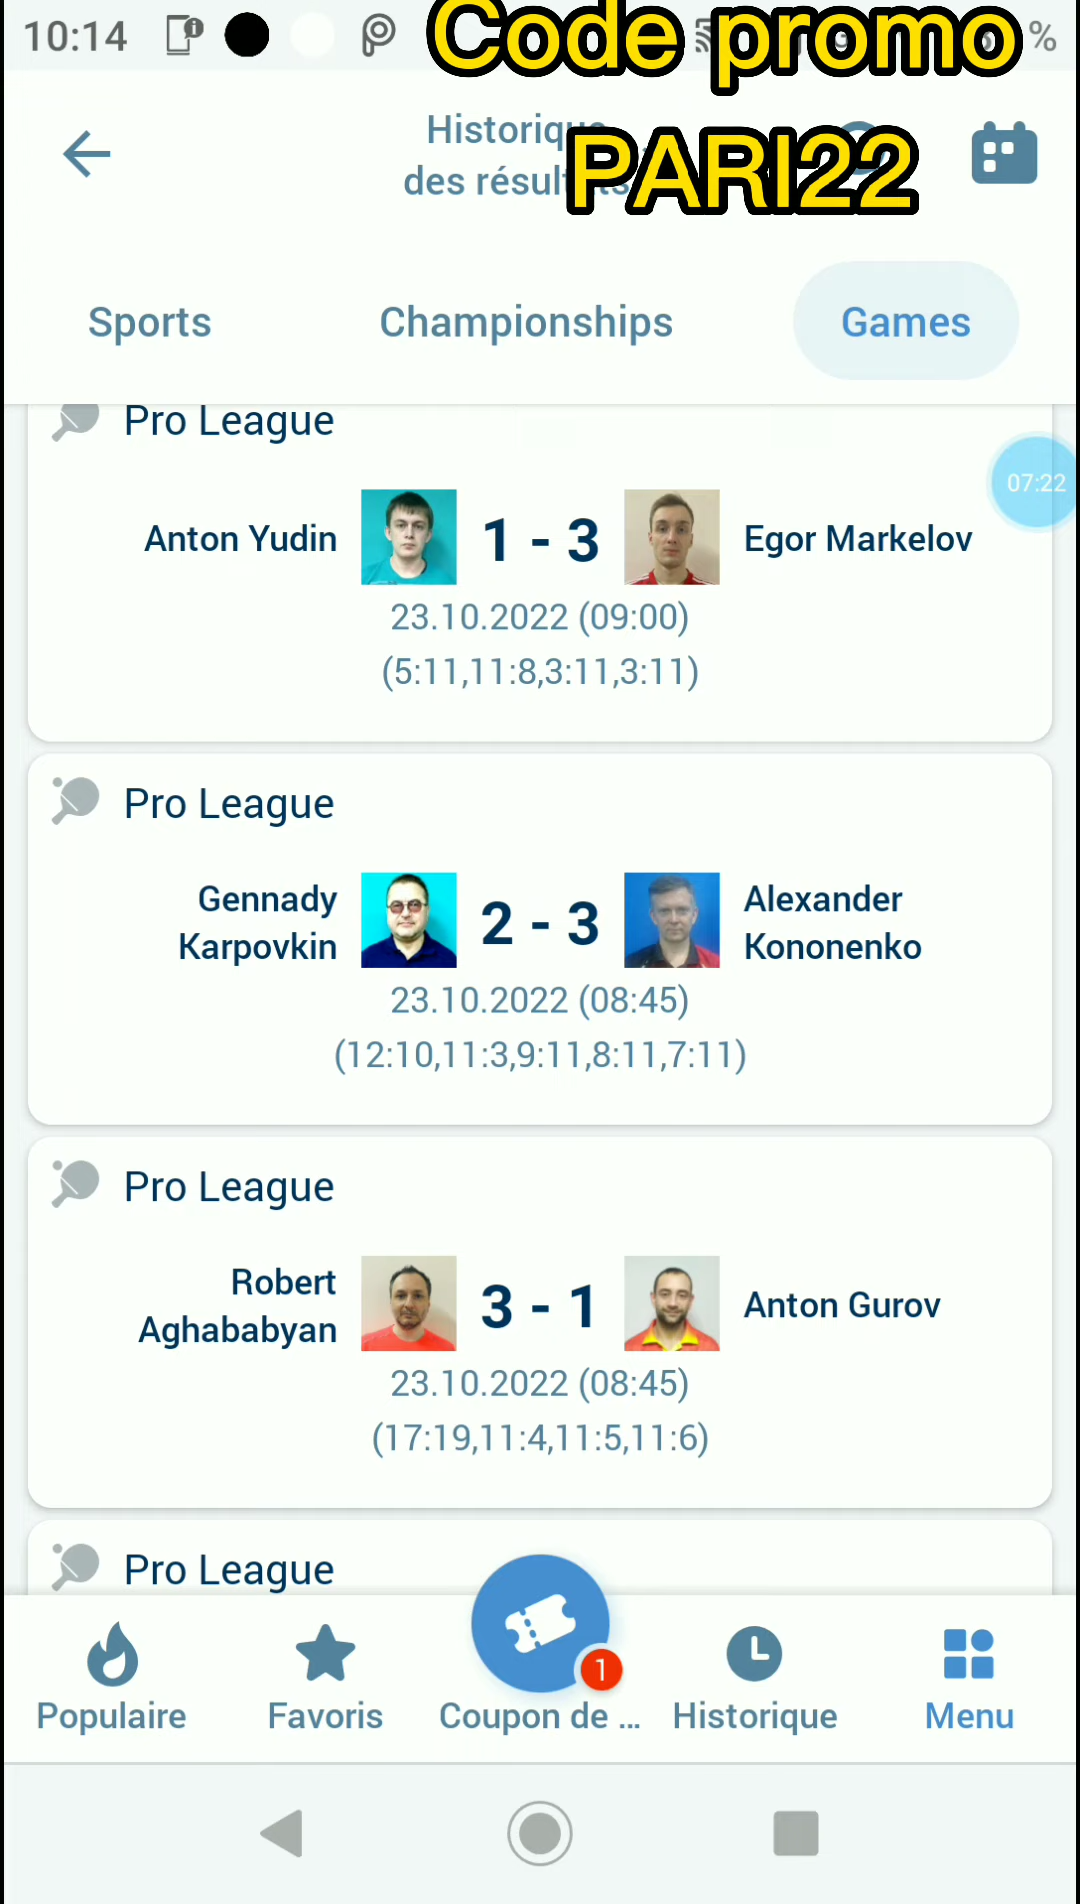 10:14
%
Code promo
PARI22
Historique
des résultats
Sports
Championships
Games
Pro League
07:22
Anton Yudin
1 - 3
Egor Markelov
23.10.2022 (09:00)
(5:11,11:8,3:11,3:11)
Pro League
Gennady
Karpovkin
2 - 3
Alexander
Kononenko
23.10.2022 (08:45)
(12:10,11:3,9:11,8:11,7:11)
Pro League
Robert
Aghababyan
3 - 1
Anton Gurov
23.10.2022 (08:45)
(17:19,11:4,11:5,11:6)
Pro League
1
Populaire
Favoris
Coupon de ...
Historique
Menu